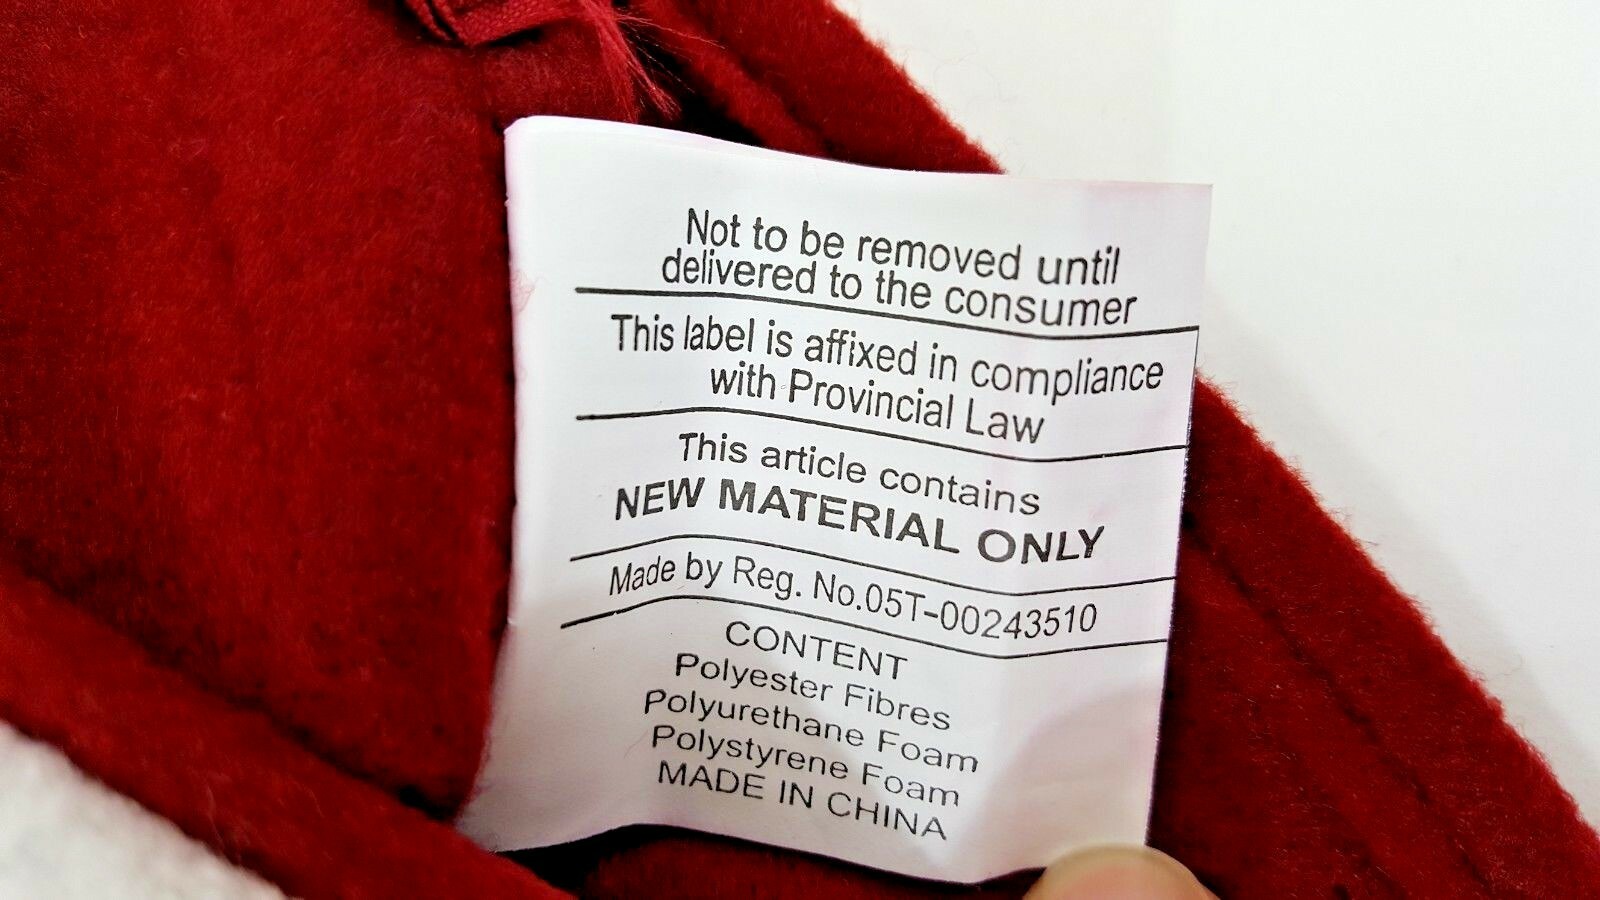 Not to be removed until
delivered to the consumer
This label is affixed in compliance
with Provincial Law
This article contains
NEW MATERIAL ONLY
Made by Reg. No.05T-00243510
CONTENT
Polyester Fibres
Polyurethane Foam
Polystyrene Foam
MADE IN CHINA